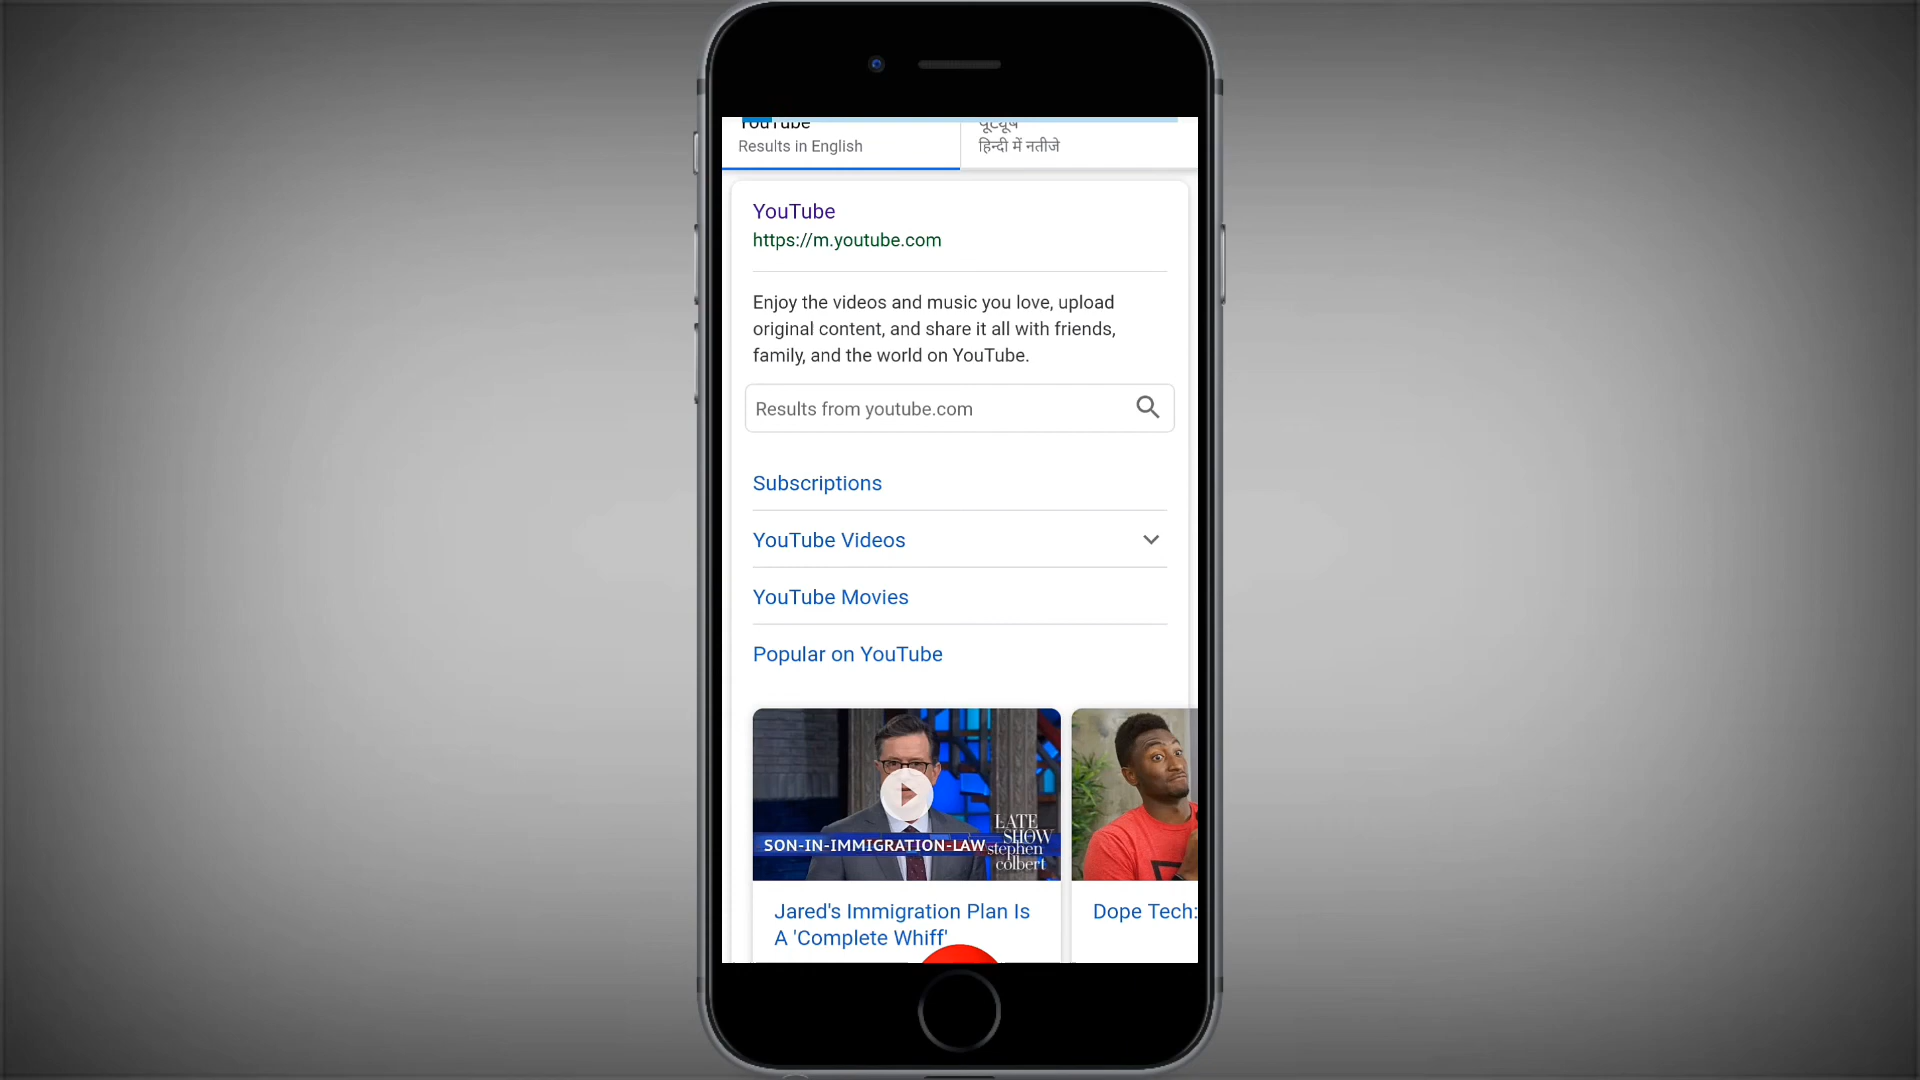 YouTube
Results in English
यूट्यूब
हिन्दी में नतीजे
YouTube
https://m.youtube.com
Enjoy the videos and music you love, upload
original content, and share it all with friends,
family, and the world on YouTube.
Results from youtube.com
Subscriptions
YouTube Videos
YouTube Movies
Popular on YouTube
LATE
SHOW
SON-IN-IMMIGRATION-LAW
stephen
colbert
Jared's Immigration Plan Is
A 'Complete Whiff'
Dope Tech: